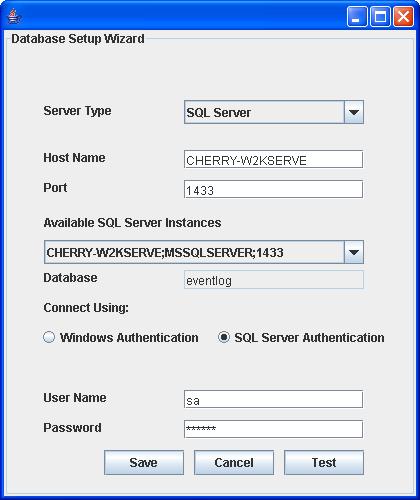 Database Setup Wizard
Server Type SQL Server
Host Name CHERRY-W2KSERVE
Port 1433
Available SQL Server Instances
CHERRY-W2KSERVE;MSSQLSERVER;1433
Database eventlog
Connect Using:
Windows Authentication SQL Server Authentication
User Name sa
Password ******
Save Cancel Test